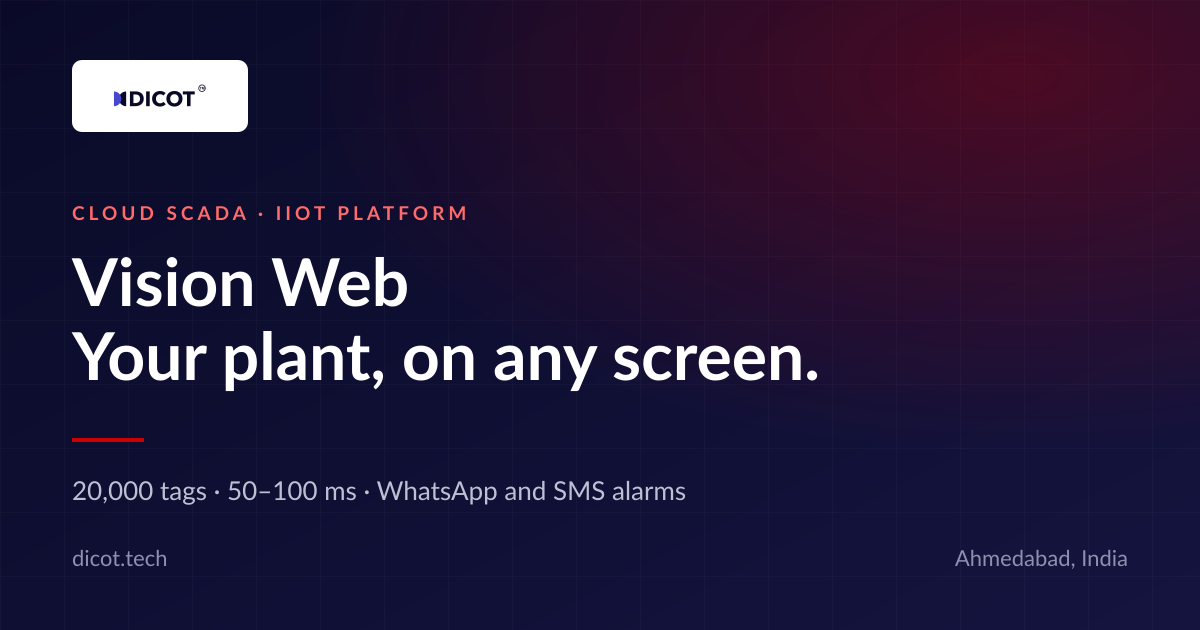 DICOT
CLOUD SCADA · IIOT PLATFORM
Vision Web
Your plant, on any screen.
20,000 tags · 50–100 ms · WhatsApp and SMS alarms
dicot.tech
Ahmedabad, India